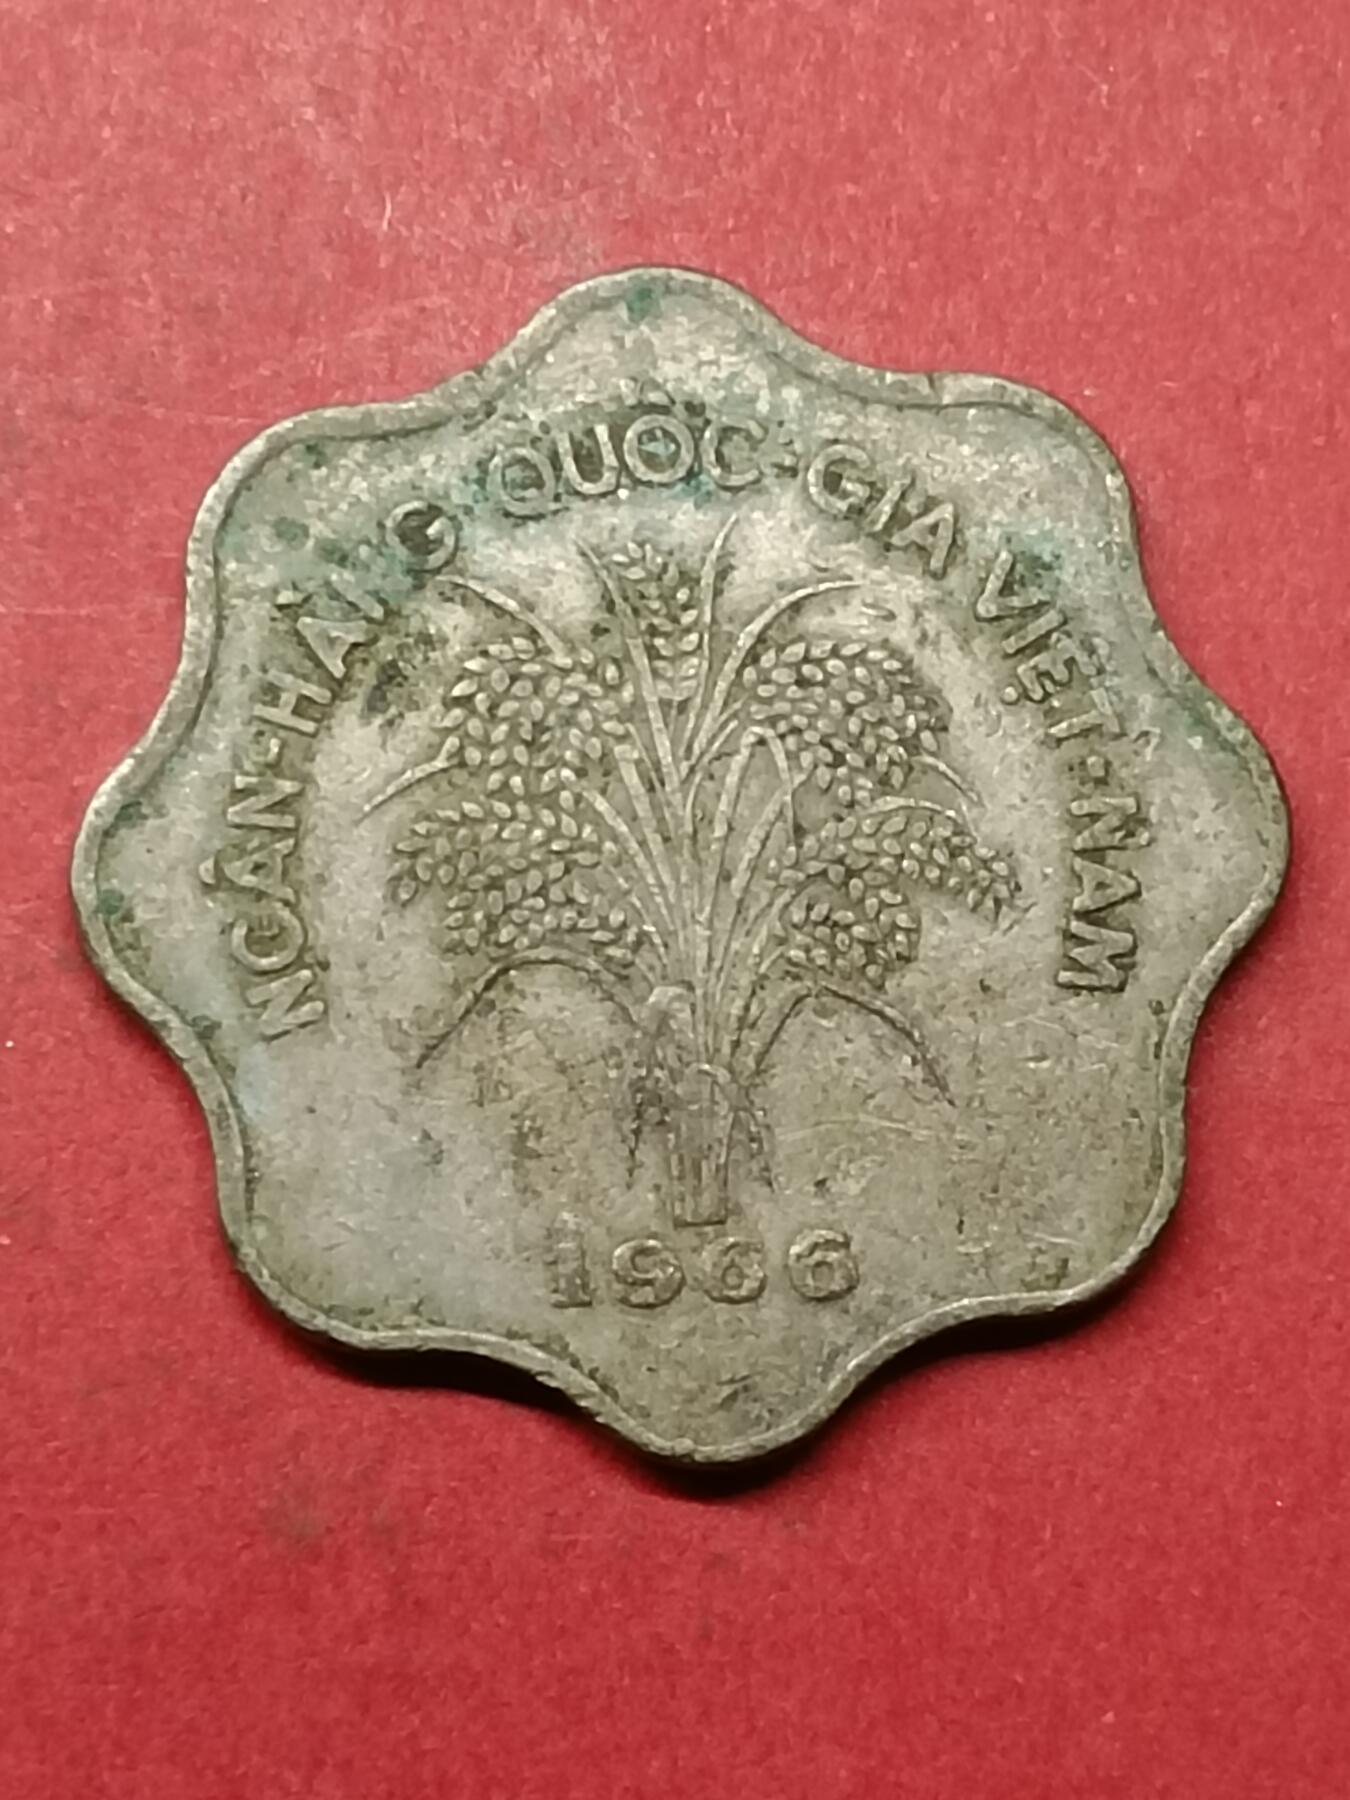 NGÂN-HÀNG QUỐC-GIA VIỆT-NAM
1966